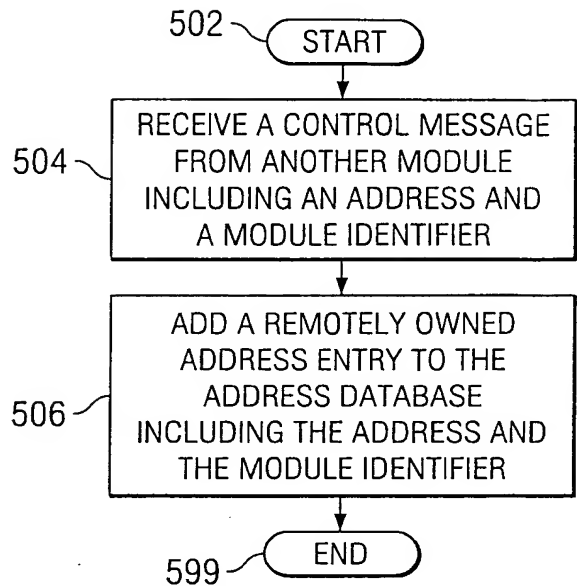 502
START
504
RECEIVE A CONTROL MESSAGE
FROM ANOTHER MODULE
INCLUDING AN ADDRESS AND
A MODULE IDENTIFIER
506
ADD A REMOTELY OWNED
ADDRESS ENTRY TO THE
ADDRESS DATABASE
INCLUDING THE ADDRESS AND
THE MODULE IDENTIFIER
599
END